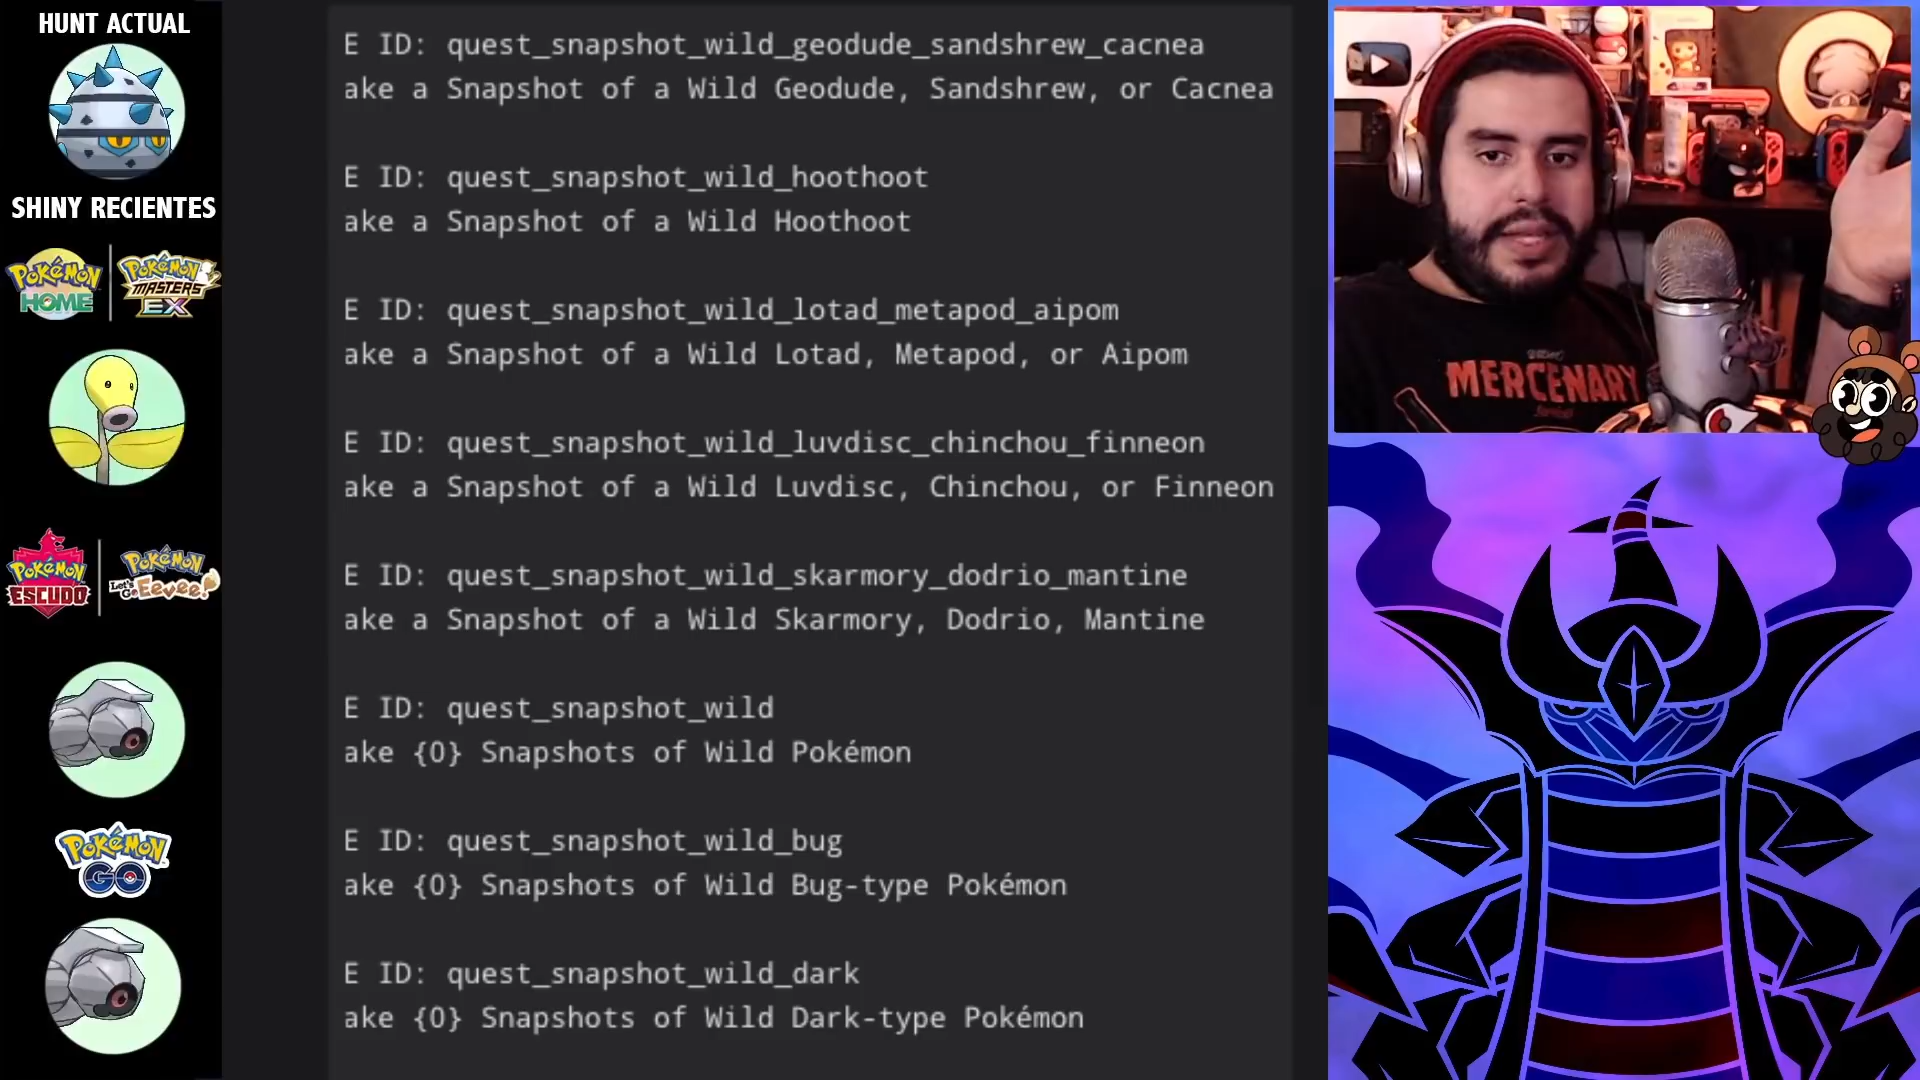 HUNT ACTUAL
SHINY RECIENTES
POKÉMON
HOME
POKÉMON
MASTERS
EX
POKÉMON
ESCUDO
POKÉMON
Let's Go Eevee!
POKÉMON
GO
E ID: quest_snapshot_wild_geodude_sandshrew_cacnea
ake a Snapshot of a Wild Geodude, Sandshrew, or Cacnea
E ID: quest_snapshot_wild_hoothoot
ake a Snapshot of a Wild Hoothoot
E ID: quest_snapshot_wild_lotad_metapod_aipom
ake a Snapshot of a Wild Lotad, Metapod, or Aipom
E ID: quest_snapshot_wild_luvdisc_chinchou_finneon
ake a Snapshot of a Wild Luvdisc, Chinchou, or Finneon
E ID: quest_snapshot_wild_skarmory_dodrio_mantine
ake a Snapshot of a Wild Skarmory, Dodrio, Mantine
E ID: quest_snapshot_wild
ake {0} Snapshots of Wild Pokémon
E ID: quest_snapshot_wild_bug
ake {0} Snapshots of Wild Bug-type Pokémon
E ID: quest_snapshot_wild_dark
ake {0} Snapshots of Wild Dark-type Pokémon
MERCENARY